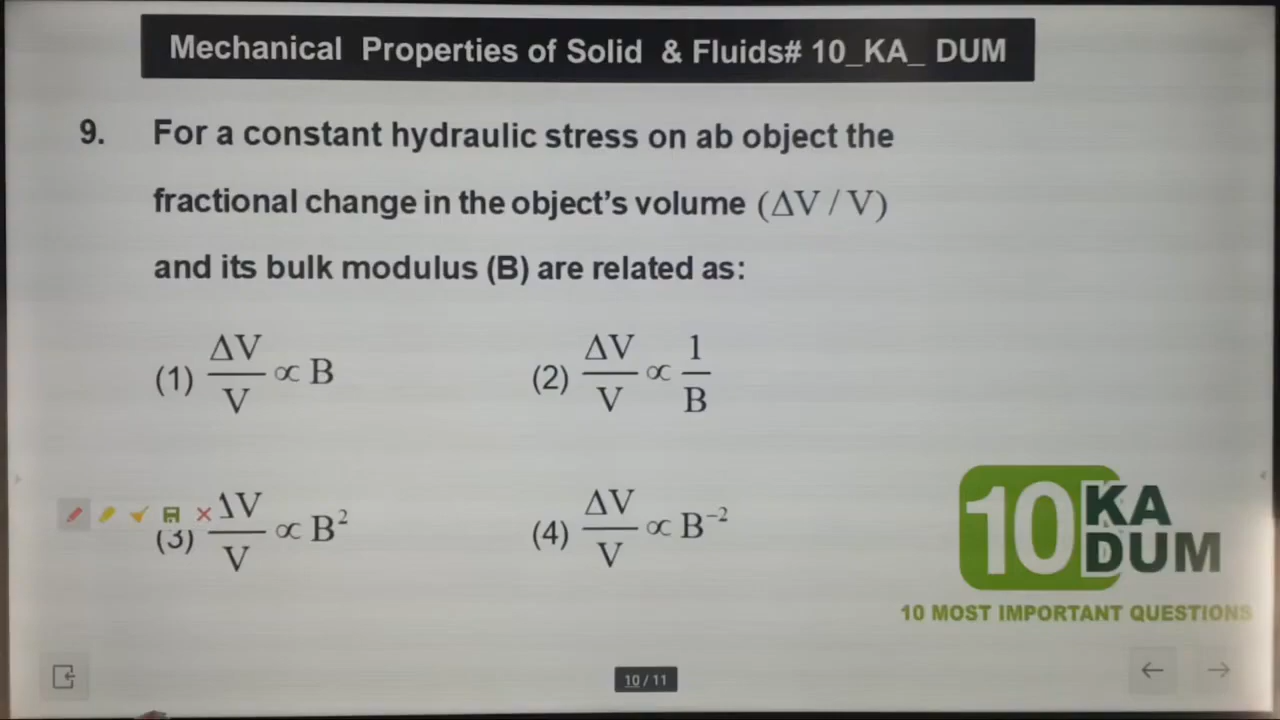 Mechanical Properties of Solid & Fluids# 10_KA_ DUM
9. For a constant hydraulic stress on ab object the
fractional change in the object's volume (ΔV / V)
and its bulk modulus (B) are related as:
(1) ΔV/V ∝ B (2) ΔV/V ∝ 1/B
(3) ΔV/V ∝ B² (4) ΔV/V ∝ B⁻²
10 KA DUM
10 MOST IMPORTANT QUESTIONS
10 / 11